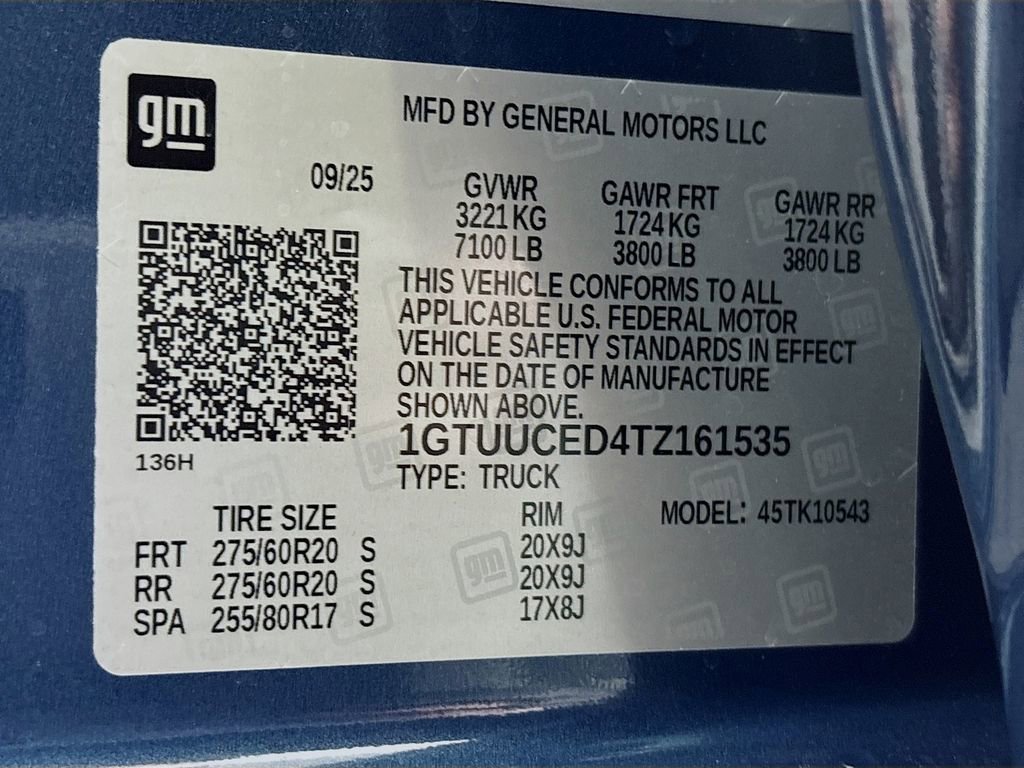 gm
MFD BY GENERAL MOTORS LLC
09/25
GVWR GAWR FRT GAWR RR
3221 KG 1724 KG 1724 KG
7100 LB 3800 LB 3800 LB
THIS VEHICLE CONFORMS TO ALL
APPLICABLE U.S. FEDERAL MOTOR
VEHICLE SAFETY STANDARDS IN EFFECT
ON THE DATE OF MANUFACTURE
SHOWN ABOVE.
1GTUUCED4TZ161535
136H
TYPE: TRUCK
TIRE SIZE RIM MODEL: 45TK10543
FRT 275/60R20 S 20X9J
RR 275/60R20 S 20X9J
SPA 255/80R17 S 17X8J